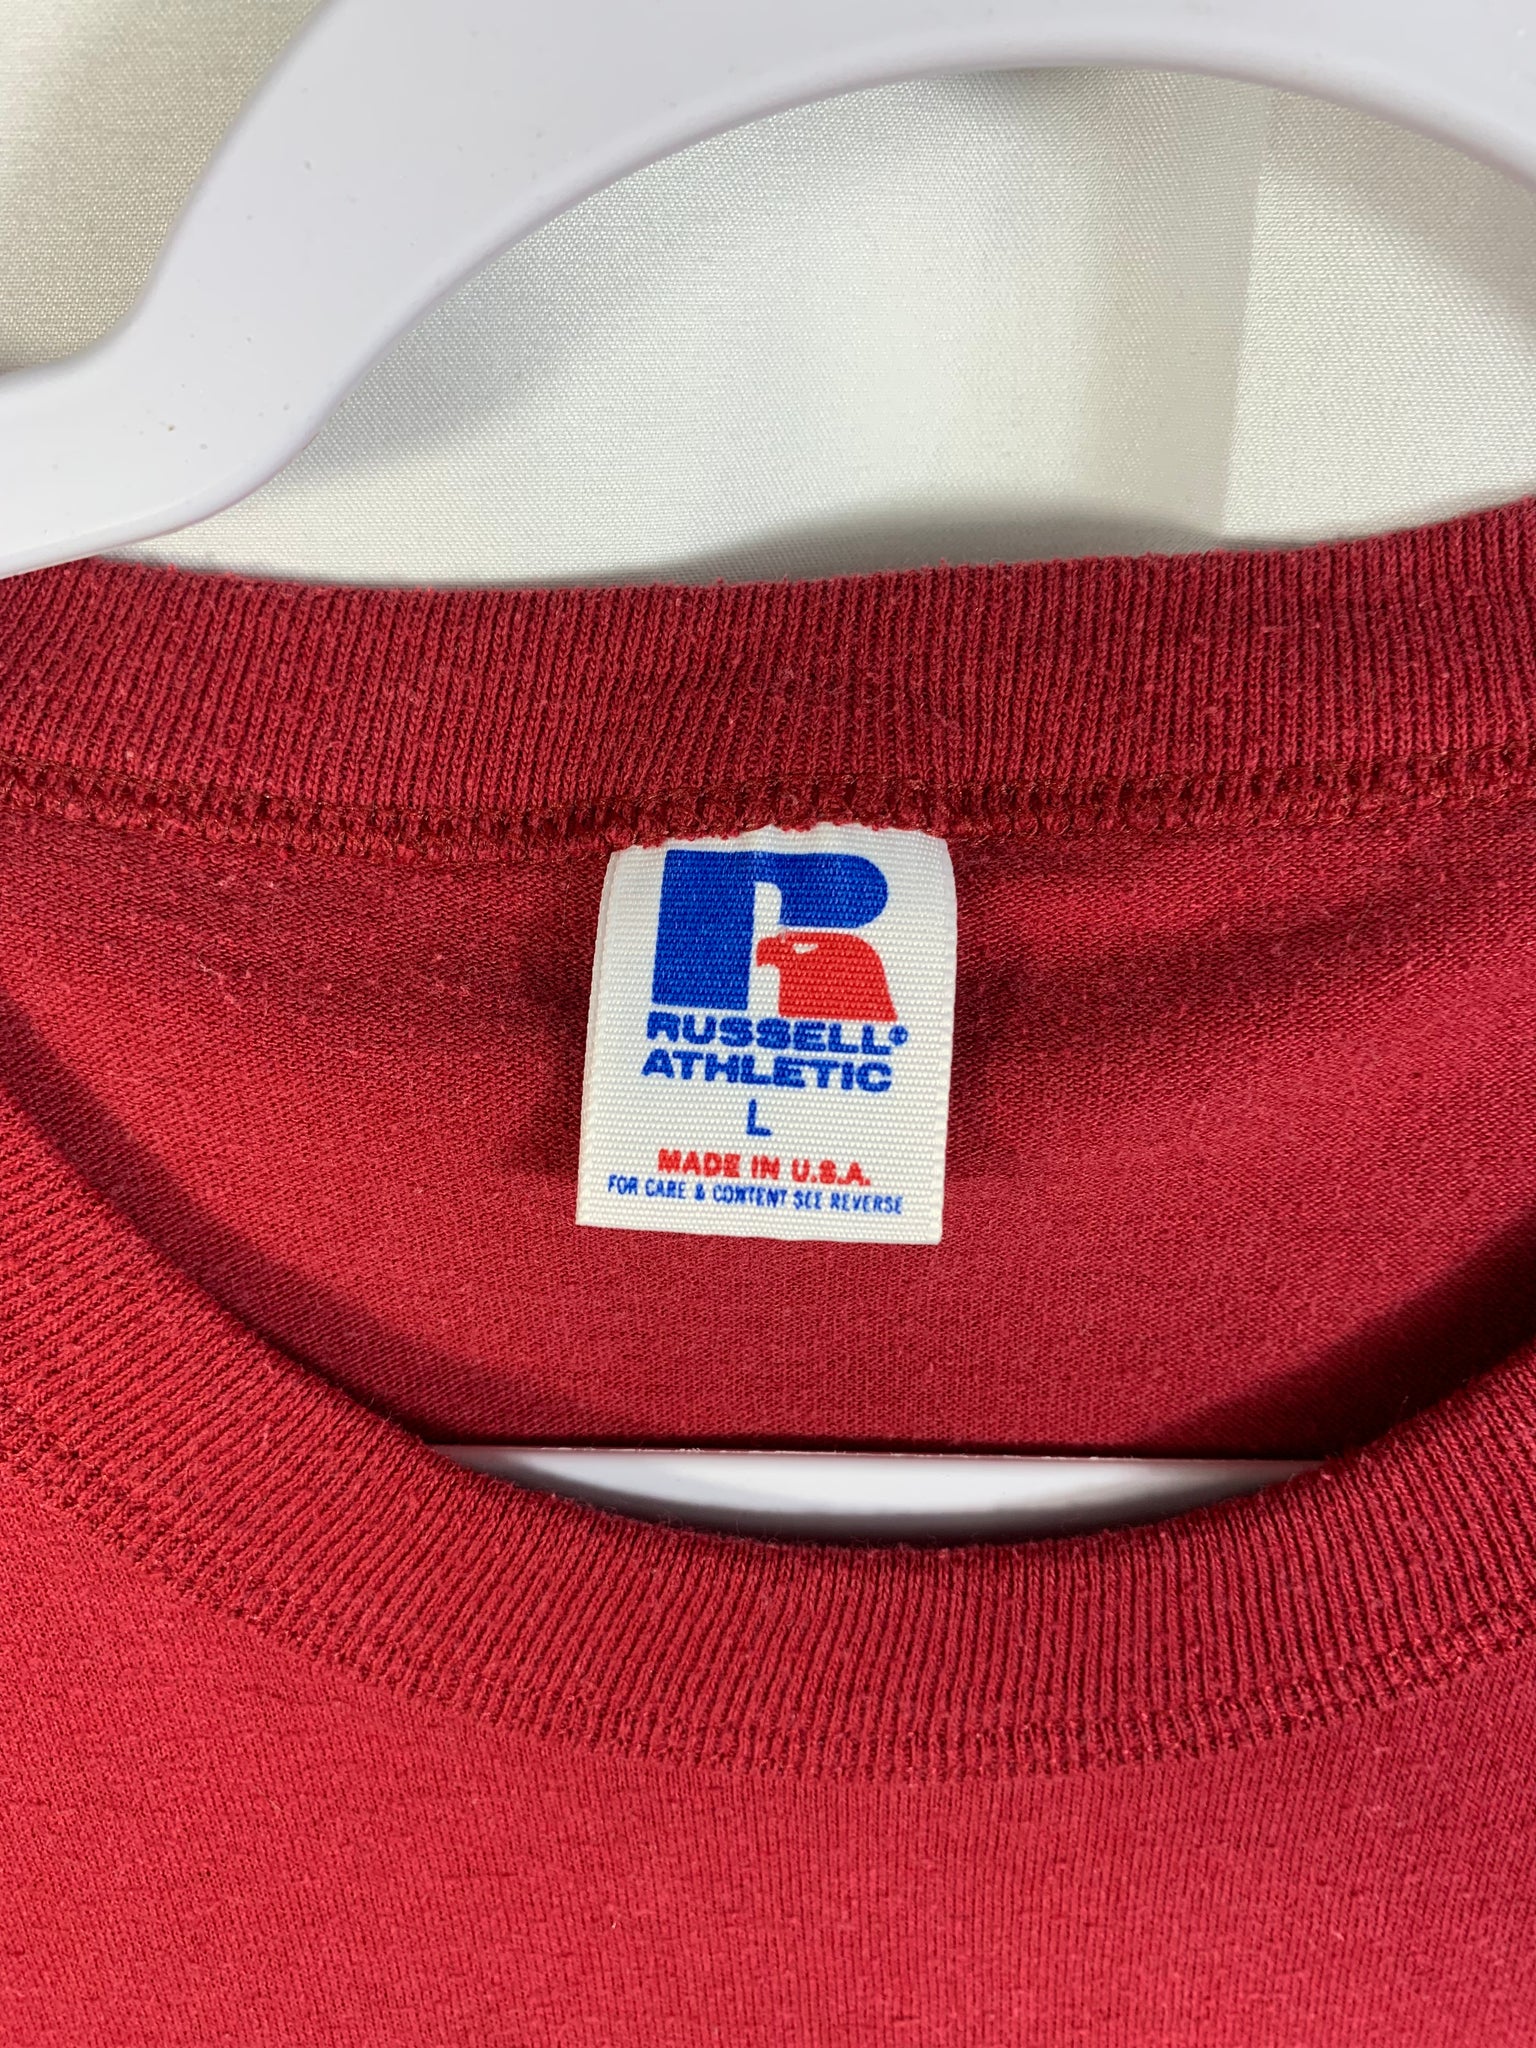 R
RUSSELL®
ATHLETIC
L
MADE IN U.S.A.
FOR CARE & CONTENT SEE REVERSE